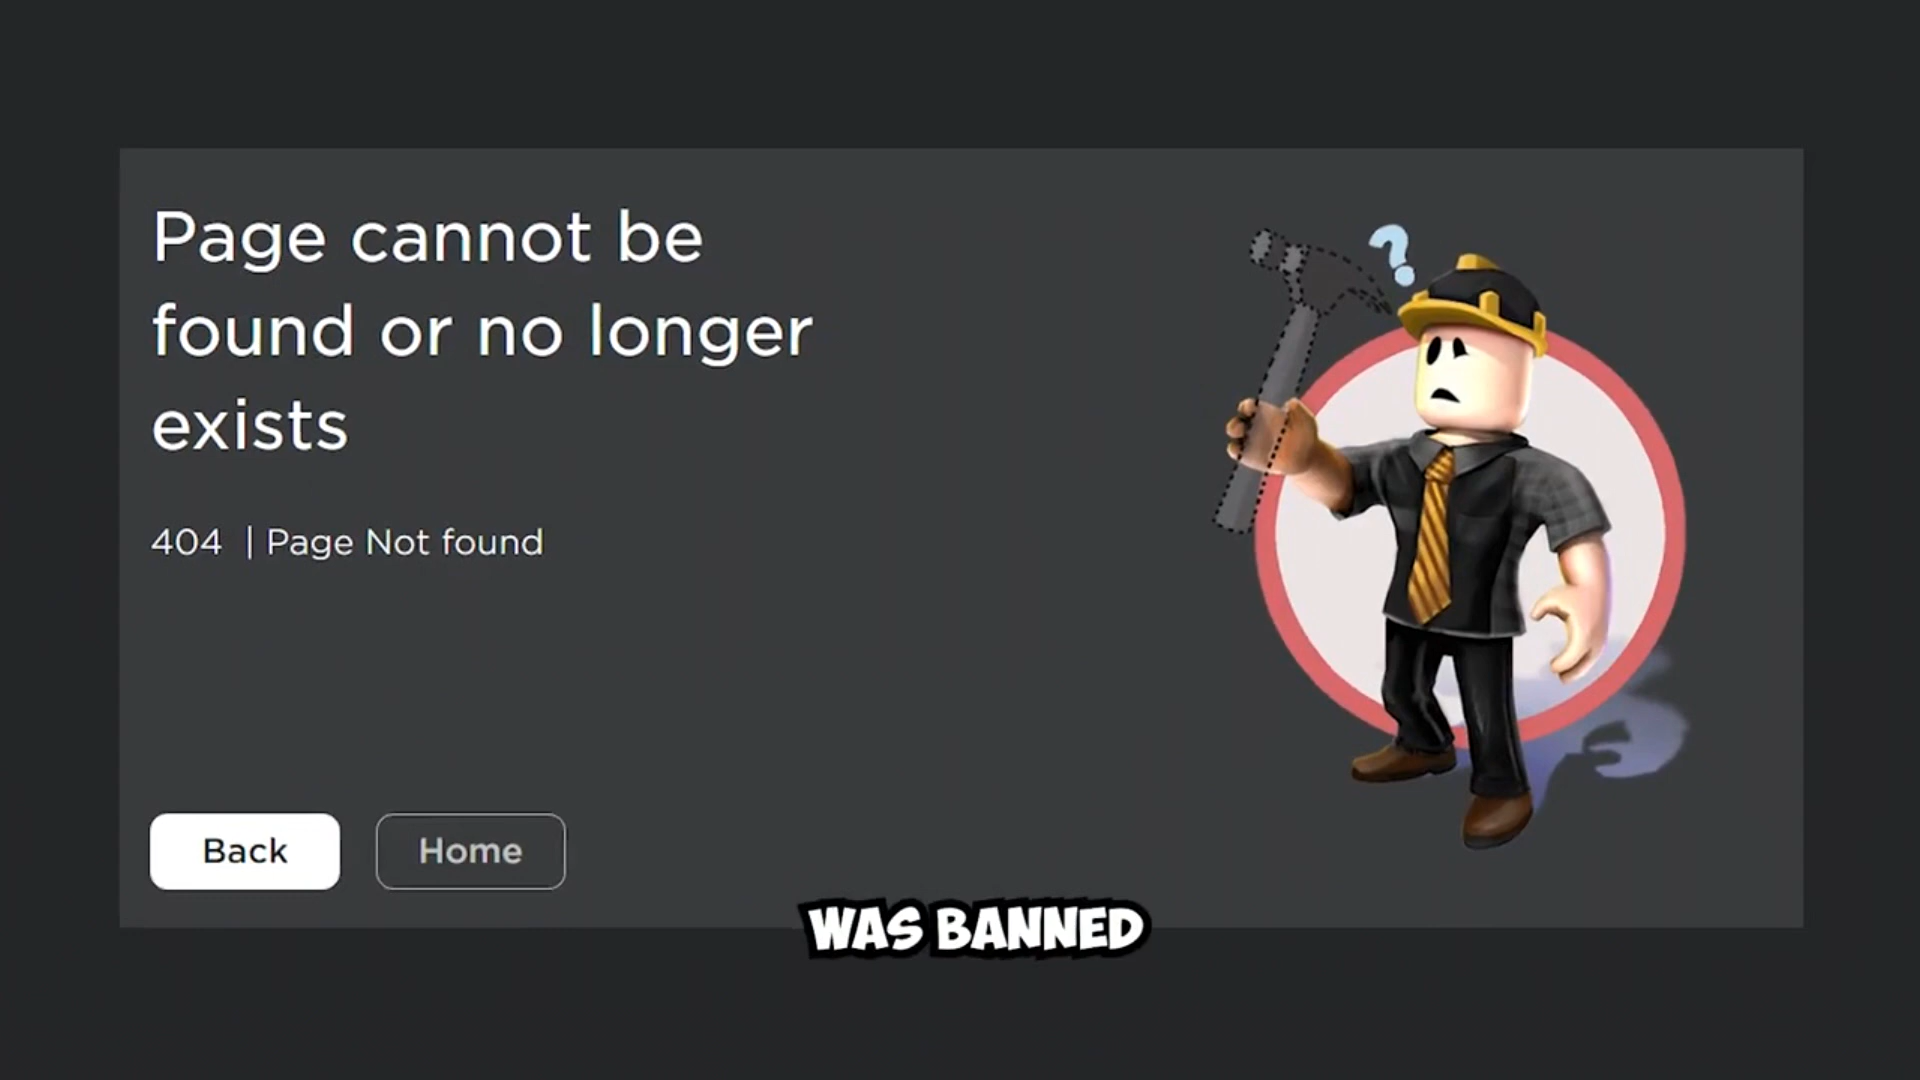 Page cannot be
found or no longer
exists
404 | Page Not found
Back
Home
WAS BANNED